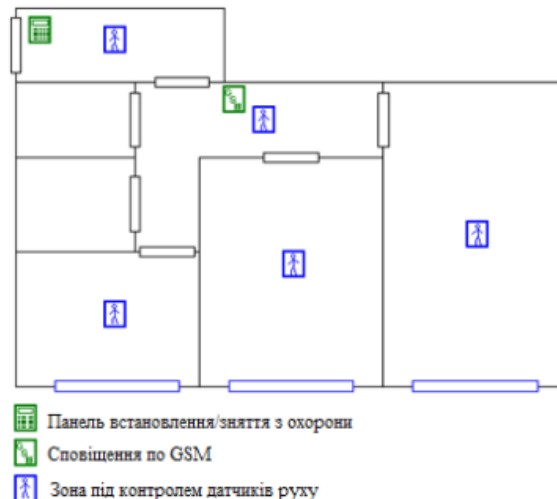 Панель встановлення/зняття з охорони
Сповіщення по GSM
Зона під контролем датчиків руху